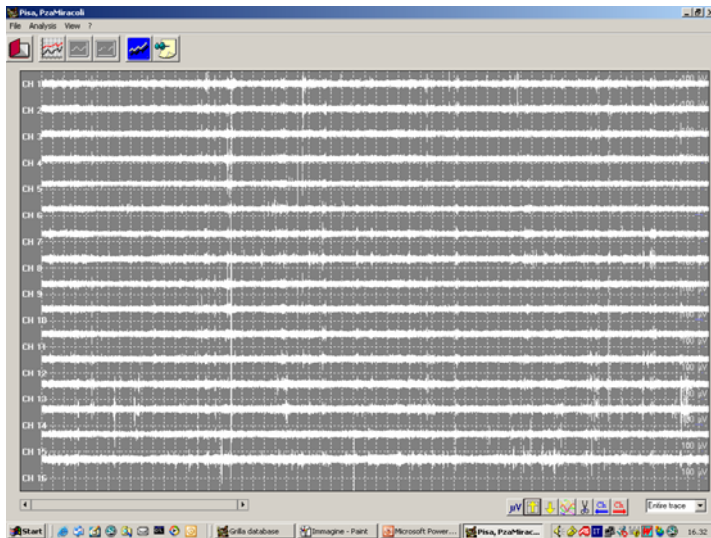 Pisa, PzaMiracoli
File Analysis View ?
CH 1
100 µV
CH 2
100 µV
CH 3
CH 4
CH 5
CH 6
CH 7
CH 8
CH 9
CH 10
CH 11
100 µV
CH 12
100 µV
CH 13
µV
CH 14
100 µV
CH 15
100 µV
CH 16
100 µV
µV
Entire trace
Start
Grilla database
Immagine - Paint
Microsoft Power...
Pisa, PzaMirac...
IT
16.32